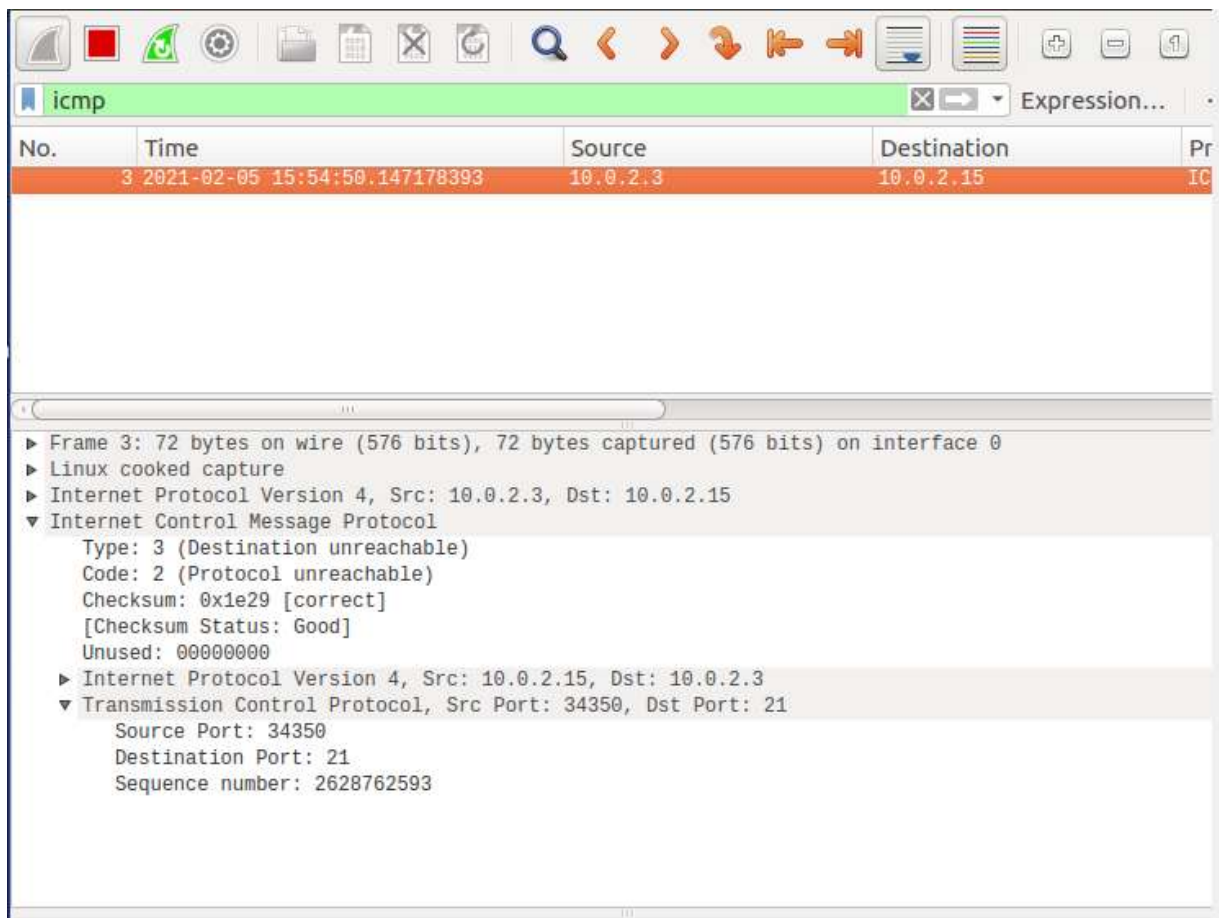 icmp Expression...
No. Time Source Destination Pr
3 2021-02-05 15:54:50.147178393 10.0.2.3 10.0.2.15 IC
Frame 3: 72 bytes on wire (576 bits), 72 bytes captured (576 bits) on interface 0
Linux cooked capture
Internet Protocol Version 4, Src: 10.0.2.3, Dst: 10.0.2.15
Internet Control Message Protocol
Type: 3 (Destination unreachable)
Code: 2 (Protocol unreachable)
Checksum: 0x1e29 [correct]
[Checksum Status: Good]
Unused: 00000000
Internet Protocol Version 4, Src: 10.0.2.15, Dst: 10.0.2.3
Transmission Control Protocol, Src Port: 34350, Dst Port: 21
Source Port: 34350
Destination Port: 21
Sequence number: 2628762593